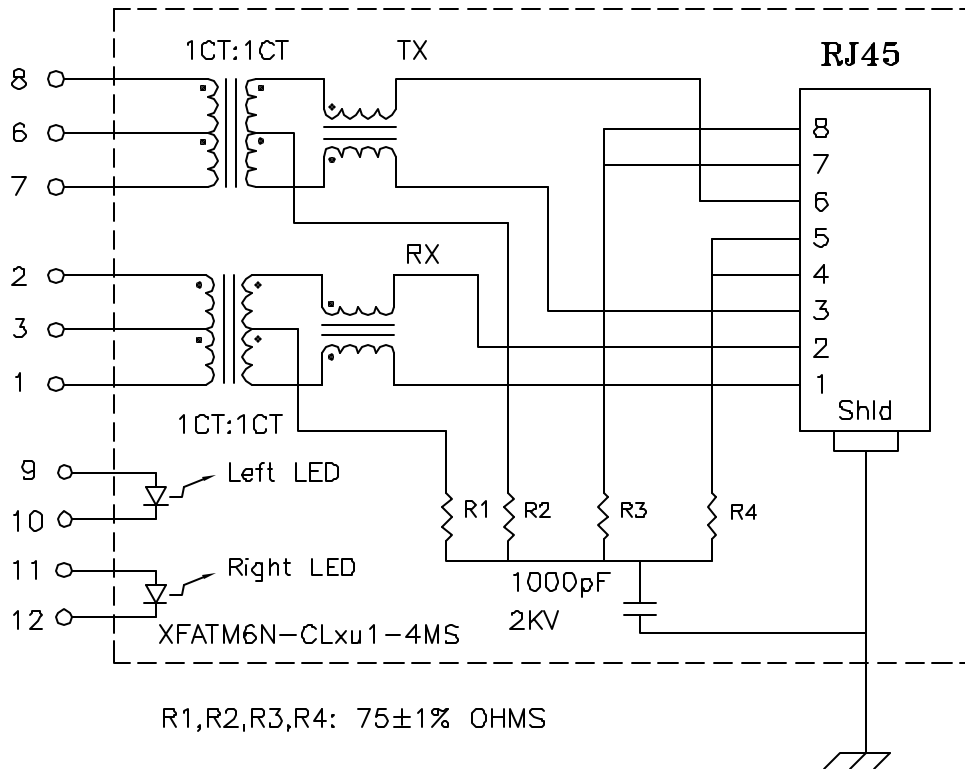 1CT:1CT
TX
RJ45
8
6
7
8
7
6
5
4
3
2
1
Shld
RX
2
3
1
1CT:1CT
9
10
Left LED
R1
R2
R3
R4
11
12
Right LED
1000pF
2KV
XFATM6N-CLxu1-4MS
R1,R2,R3,R4: 75±1% OHMS